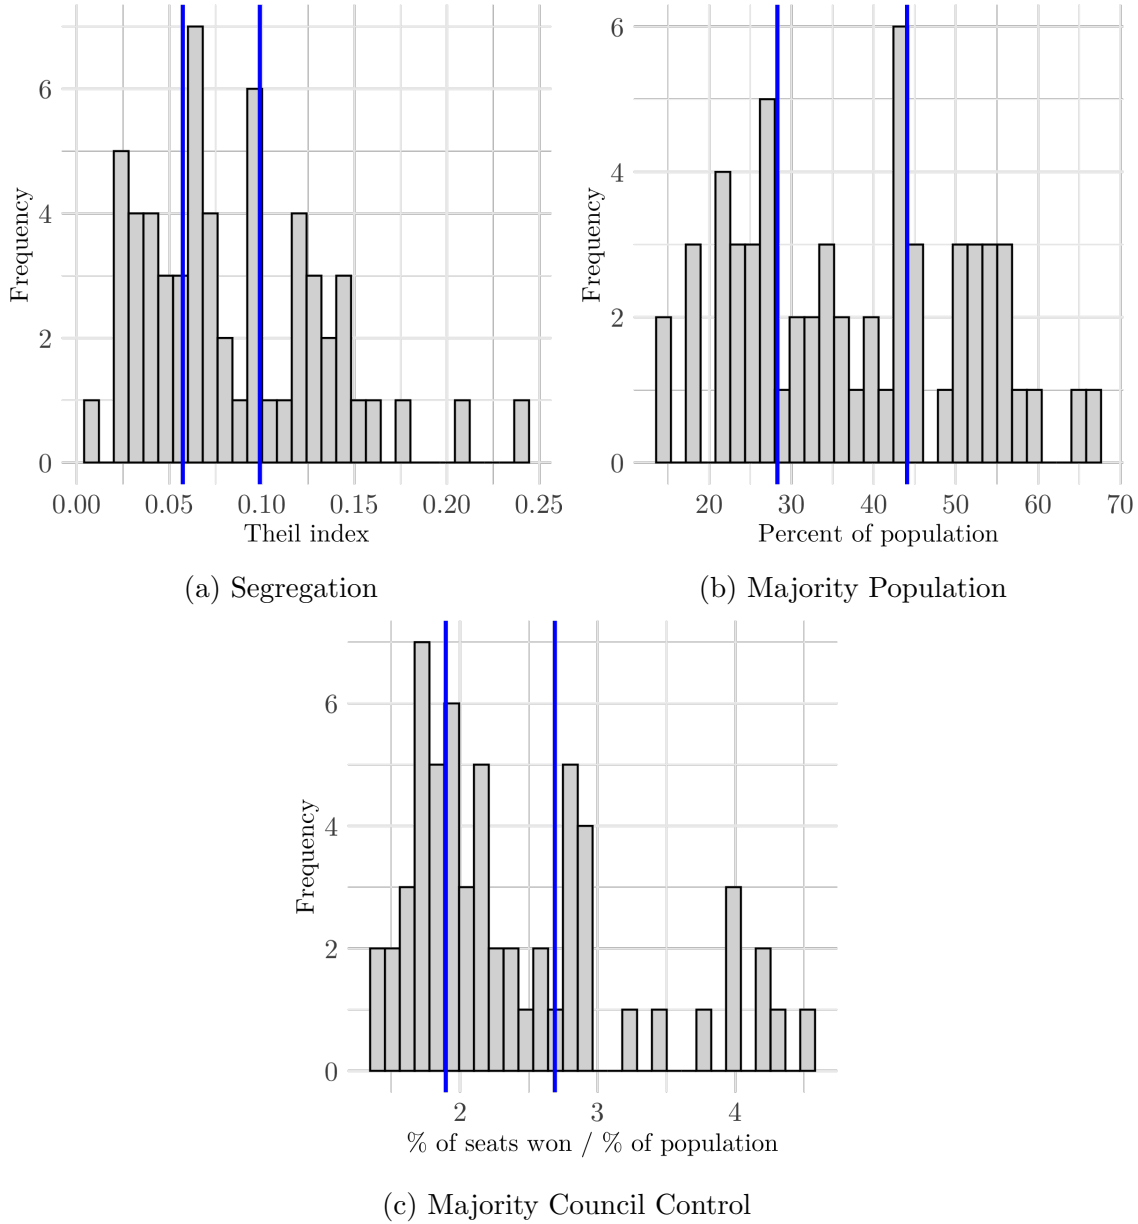 Frequency
6
4
2
0
0.00 0.05 0.10 0.15 0.20 0.25
Theil index
(a) Segregation
Frequency
6
4
2
0
20 30 40 50 60 70
Percent of population
(b) Majority Population
Frequency
6
4
2
0
2 3 4
% of seats won / % of population
(c) Majority Council Control